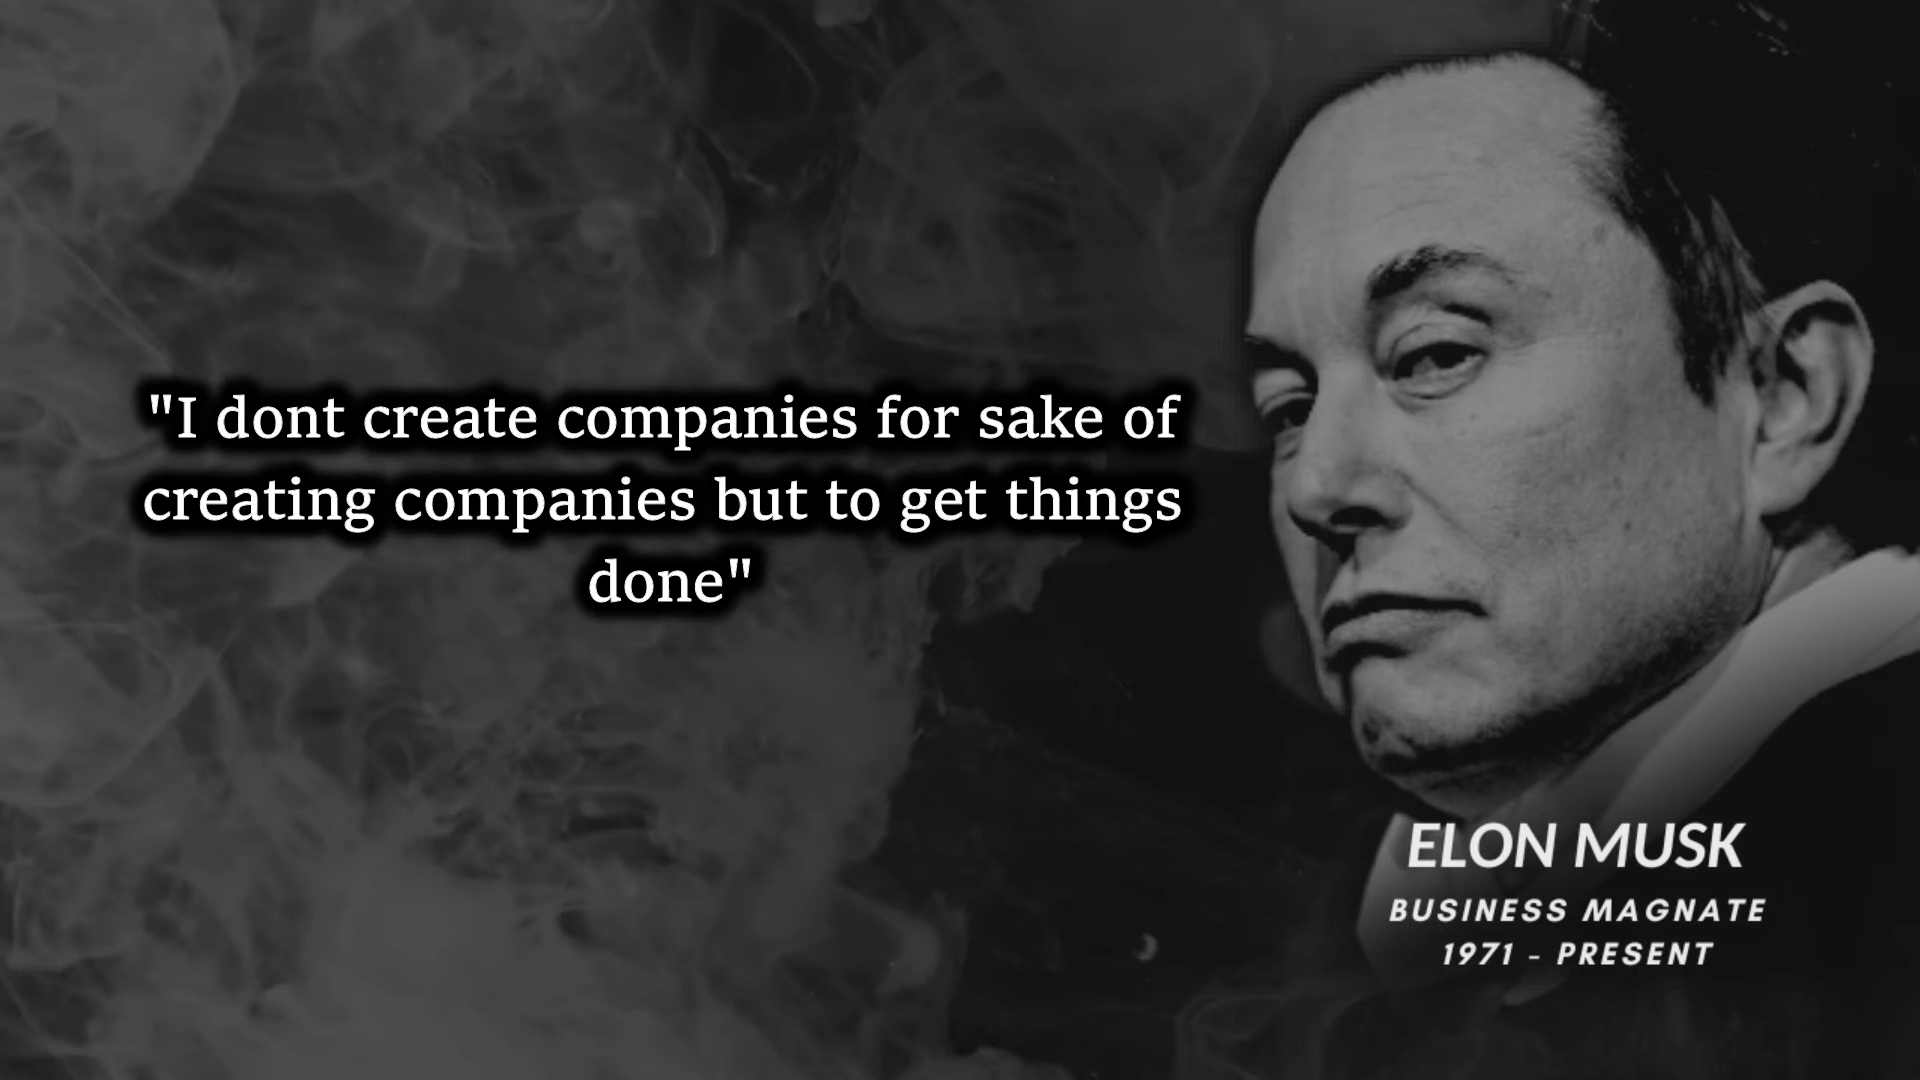 "I dont create companies for sake of
creating companies but to get things
done"
ELON MUSK
BUSINESS MAGNATE
1971 - PRESENT